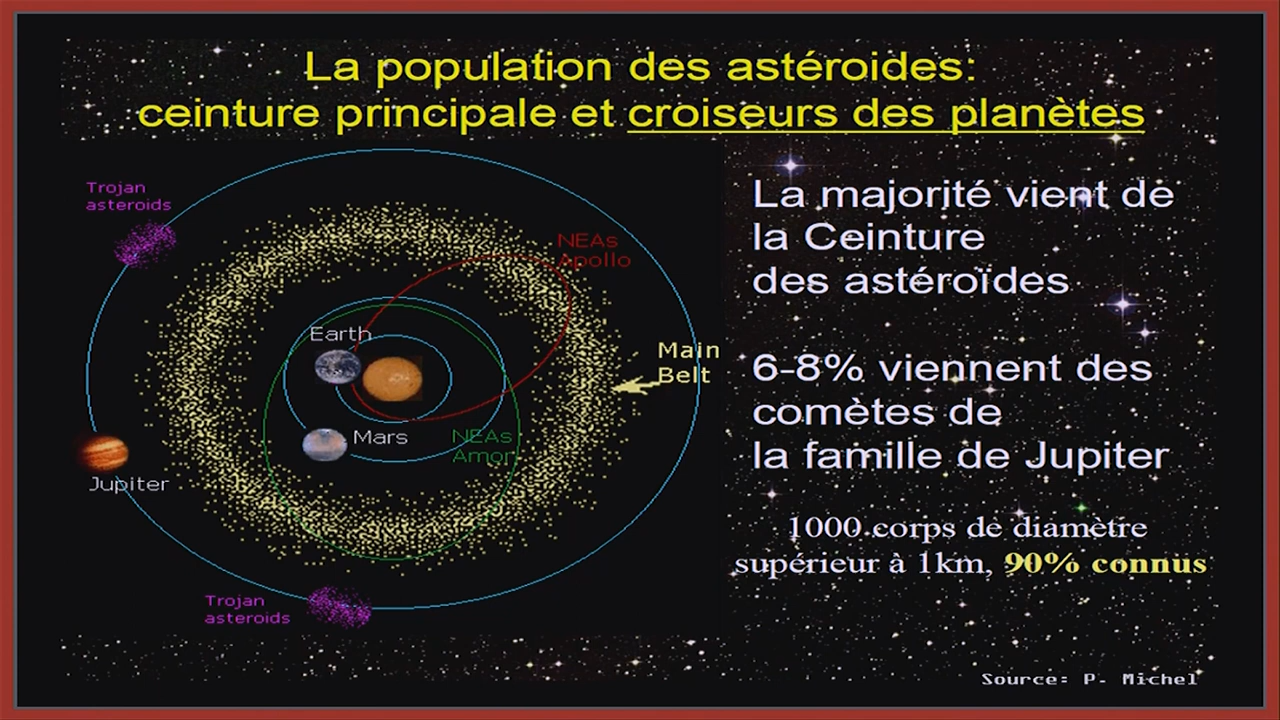 La population des astéroides:
ceinture principale et croiseurs des planètes
Trojan
asteroids
NEAs
Apollo
Earth
Main
Belt
Mars
NEAs
Amor
Jupiter
Trojan
asteroids
La majorité vient de
la Ceinture
des astéroïdes
6-8% viennent des
comètes de
la famille de Jupiter
1000 corps de diamètre
supérieur à 1km, 90% connus
Source: P. Michel